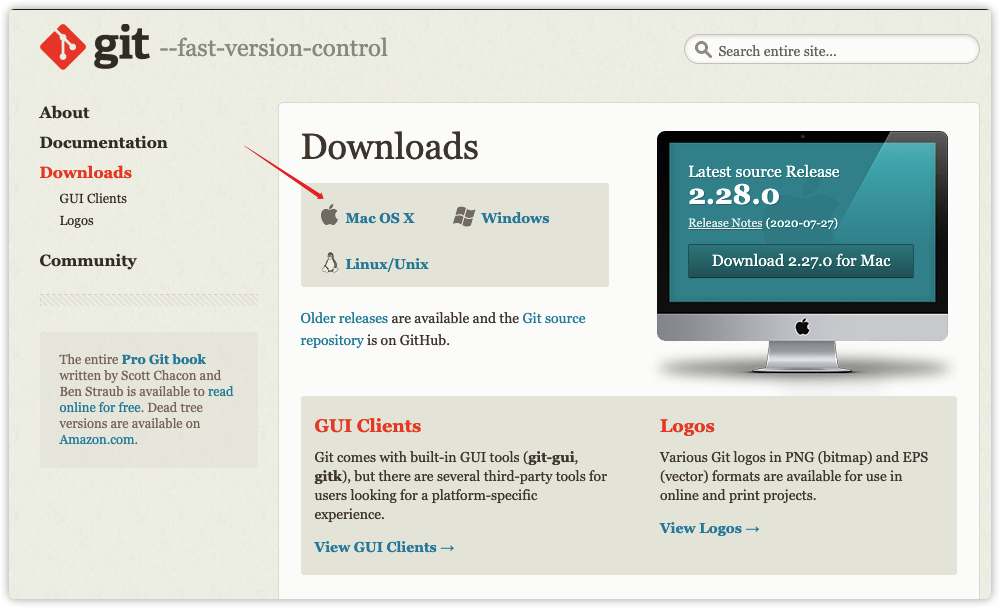 git --fast-version-control
Search entire site...
About
Documentation
Downloads
GUI Clients
Logos
Community
The entire Pro Git book
written by Scott Chacon and
Ben Straub is available to read
online for free. Dead tree
versions are available on
Amazon.com.
Downloads
Mac OS X
Windows
Linux/Unix
Older releases are available and the Git source
repository is on GitHub.
Latest source Release
2.28.0
Release Notes (2020-07-27)
Download 2.27.0 for Mac
GUI Clients
Git comes with built-in GUI tools (git-gui,
gitk), but there are several third-party tools for
users looking for a platform-specific
experience.
View GUI Clients →
Logos
Various Git logos in PNG (bitmap) and EPS
(vector) formats are available for use in
online and print projects.
View Logos →